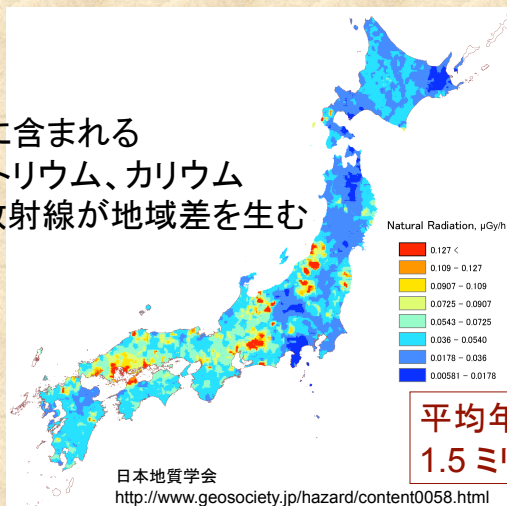 に含まれる
トリウム、カリウム
放射線が地域差を生む
Natural Radiation, μGy/h
0.127 <
0.109 - 0.127
0.0907 - 0.109
0.0725 - 0.0907
0.0543 - 0.0725
0.036 - 0.0540
0.0178 - 0.036
0.00581 - 0.0178
平均年
1.5 ミリ
日本地質学会
http://www.geosociety.jp/hazard/content0058.html